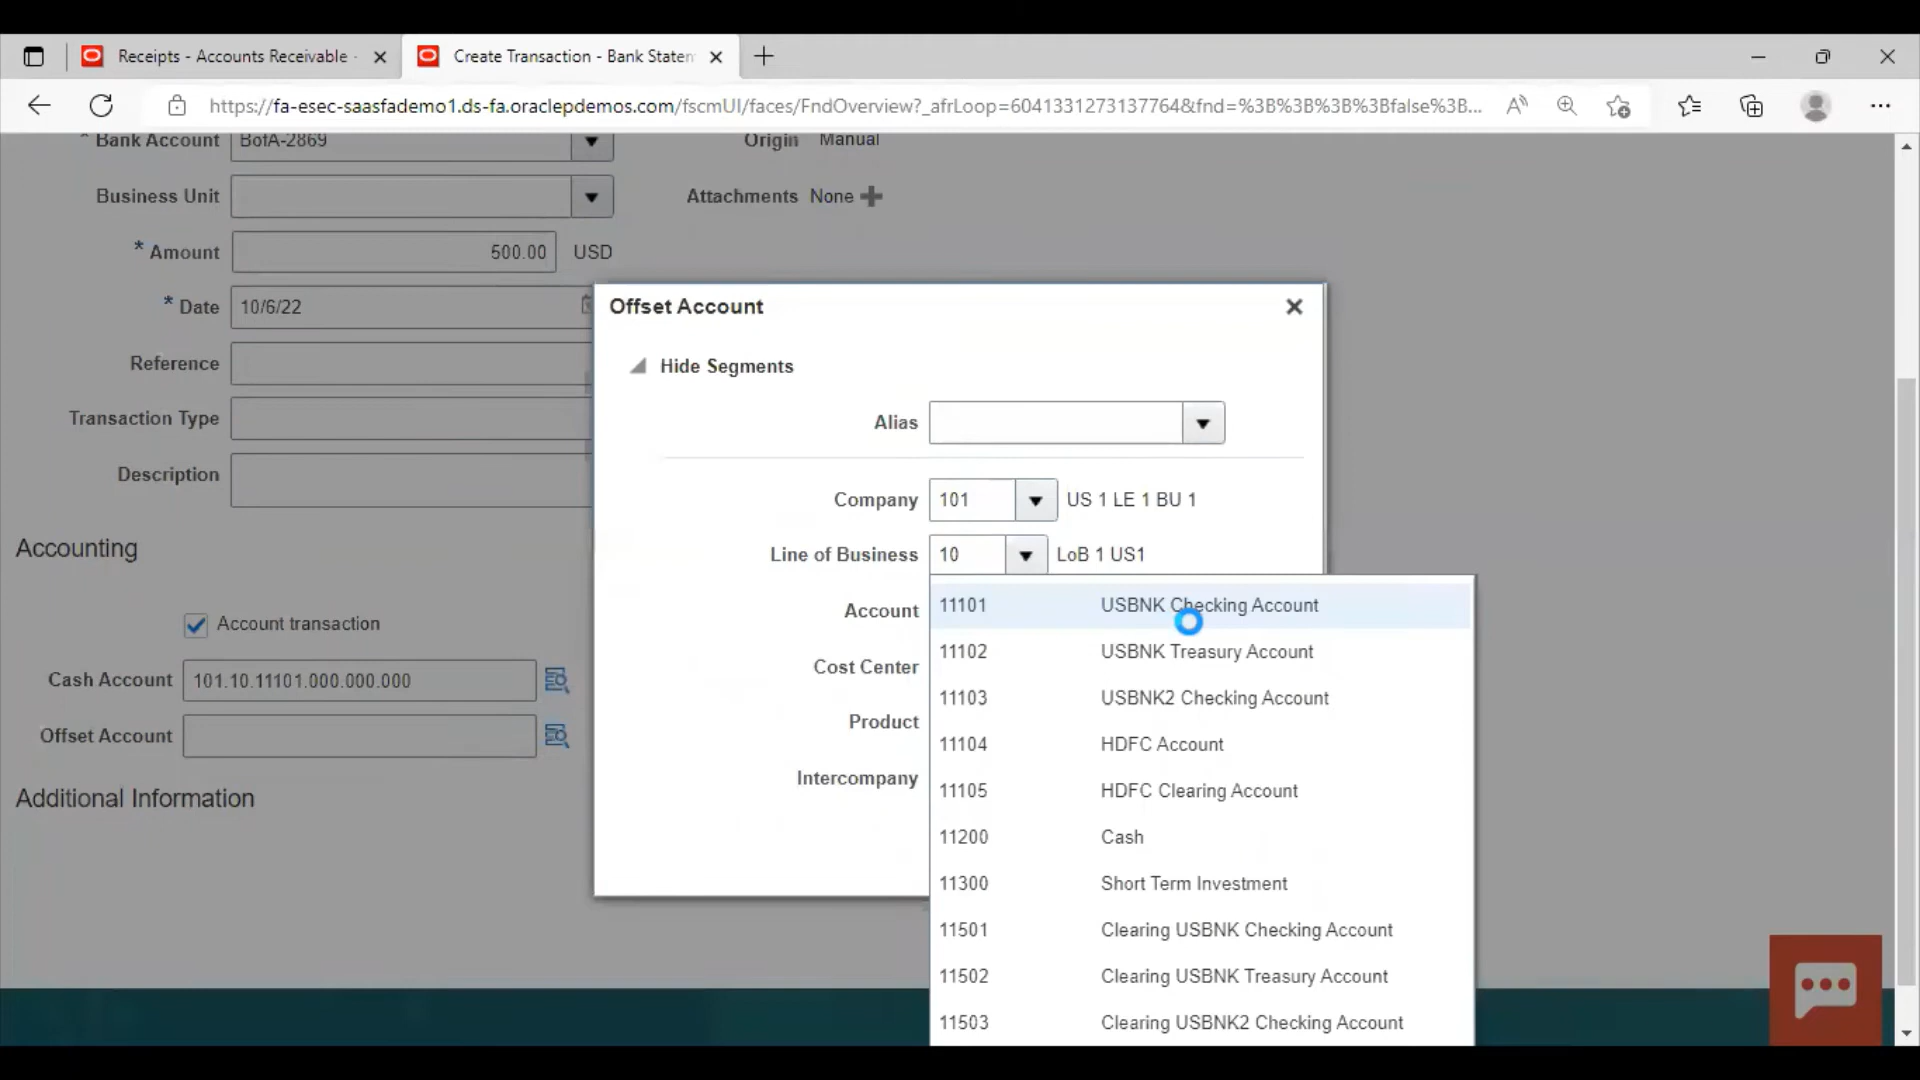 Receipts - Accounts Receivable -
Create Transaction - Bank Staten
https://fa-esec-saasfademo1.ds-fa.oraclepdemos.com/fscmUI/faces/FndOverview?_afrLoop=6041331273137764&fnd=%3B%3B%3B%3Bfalse%3B...
* Bank Account BofA-2869
Origin Manual
Business Unit
Attachments None
* Amount 500.00 USD
* Date 10/6/22
Reference
Transaction Type
Description
Accounting
Account transaction
Cash Account 101.10.11101.000.000.000
Offset Account
Additional Information
Offset Account
Hide Segments
Alias
Company 101 US 1 LE 1 BU 1
Line of Business 10 LoB 1 US1
Account
Cost Center
Product
Intercompany
11101 USBNK Checking Account
11102 USBNK Treasury Account
11103 USBNK2 Checking Account
11104 HDFC Account
11105 HDFC Clearing Account
11200 Cash
11300 Short Term Investment
11501 Clearing USBNK Checking Account
11502 Clearing USBNK Treasury Account
11503 Clearing USBNK2 Checking Account